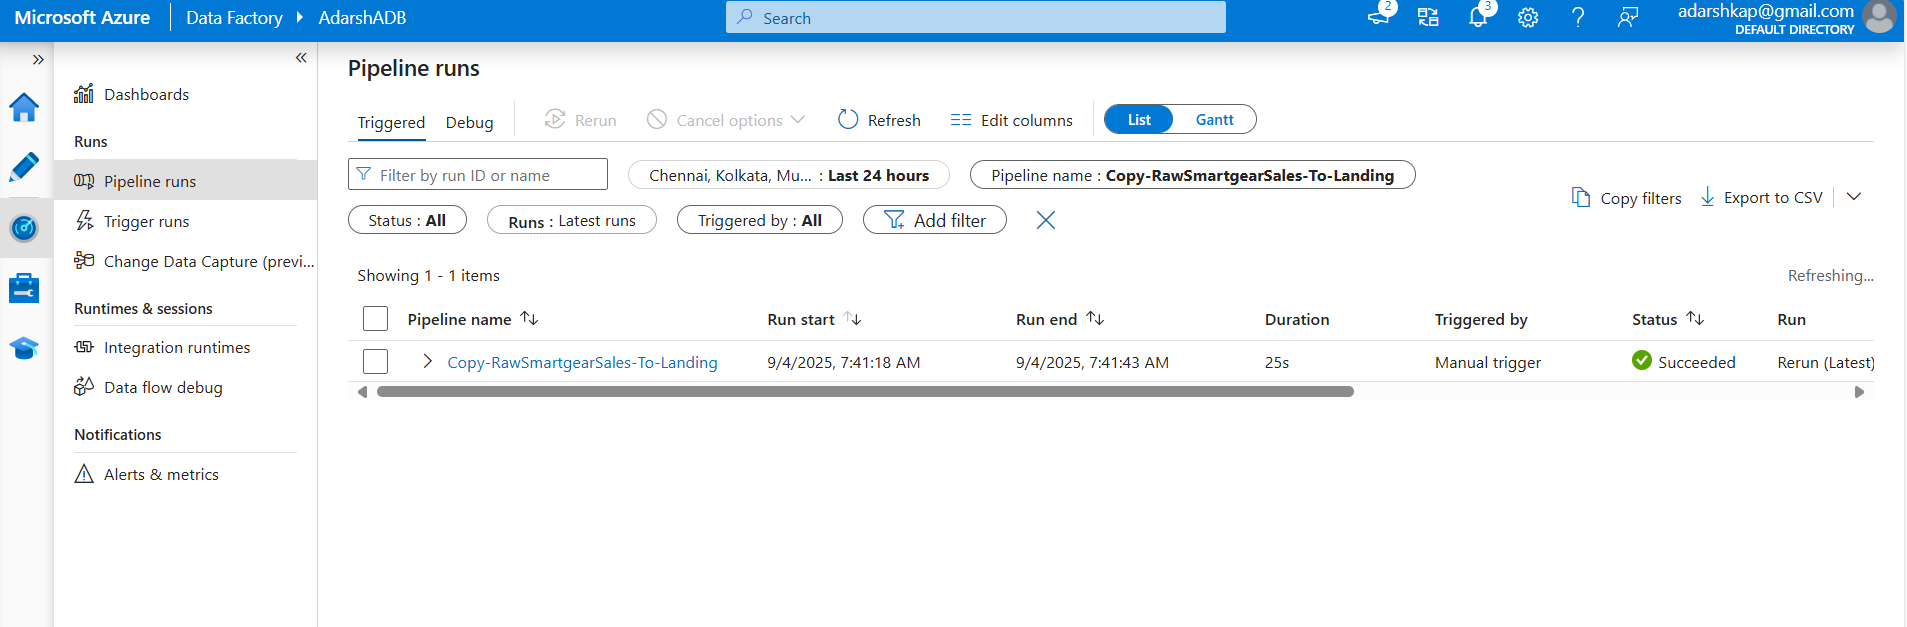 Microsoft Azure Data Factory AdarshADB Search 2 3 adarshkap@gmail.com
DEFAULT DIRECTORY
Dashboards
Runs
Pipeline runs
Trigger runs
Change Data Capture (previ...
Runtimes & sessions
Integration runtimes
Data flow debug
Notifications
Alerts & metrics
Pipeline runs
Triggered Debug Rerun Cancel options Refresh Edit columns List Gantt
Filter by run ID or name Chennai, Kolkata, Mu... : Last 24 hours Pipeline name : Copy-RawSmartgearSales-To-Landing
Copy filters Export to CSV
Status : All Runs : Latest runs Triggered by : All Add filter
Showing 1 - 1 items Refreshing...
Pipeline name Run start Run end Duration Triggered by Status Run
Copy-RawSmartgearSales-To-Landing 9/4/2025, 7:41:18 AM 9/4/2025, 7:41:43 AM 25s Manual trigger Succeeded Rerun (Latest)